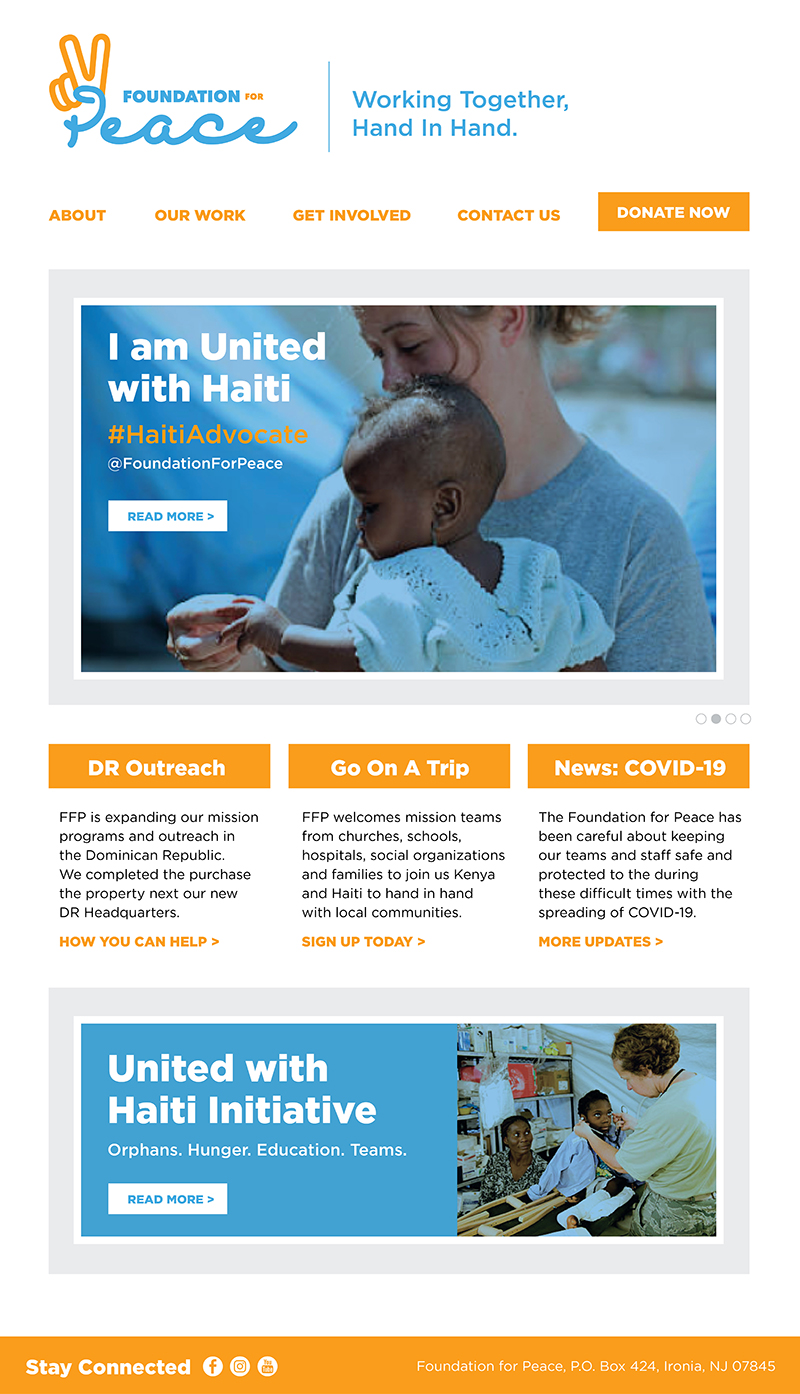 FOUNDATION FOR
Peace
Working Together,
Hand In Hand.
ABOUT
OUR WORK
GET INVOLVED
CONTACT US
DONATE NOW
I am United
with Haiti
#HaitiAdvocate
@FoundationForPeace
READ MORE >
DR Outreach
FFP is expanding our mission
programs and outreach in
the Dominican Republic.
We completed the purchase
the property next our new
DR Headquarters.
HOW YOU CAN HELP >
Go On A Trip
FFP welcomes mission teams
from churches, schools,
hospitals, social organizations
and families to join us Kenya
and Haiti to hand in hand
with local communities.
SIGN UP TODAY >
News: COVID-19
The Foundation for Peace has
been careful about keeping
our teams and staff safe and
protected to the during
these difficult times with the
spreading of COVID-19.
MORE UPDATES >
United with
Haiti Initiative
Orphans. Hunger. Education. Teams.
READ MORE >
Stay Connected
You
Tube
Foundation for Peace, P.O. Box 424, Ironia, NJ 07845